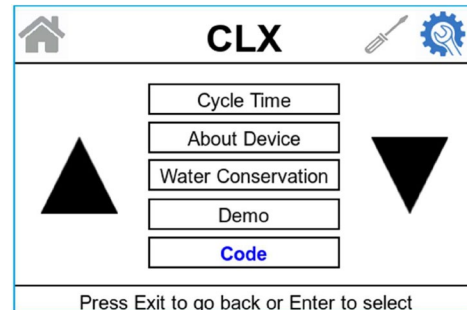 CLX
Cycle Time
About Device
Water Conservation
Demo
Code
Press Exit to go back or Enter to select